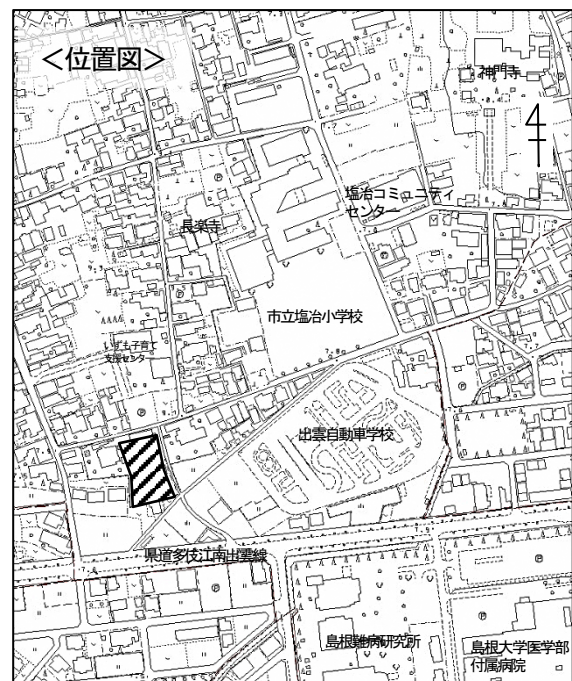 <位置図>
神門寺
塩冶コミュニティ
センター
長楽寺
市立塩冶小学校
いずも子育て
支援センター
出雲自動車学校
県道多伎江南出雲線
島根難病研究所
島根大学医学部
付属病院